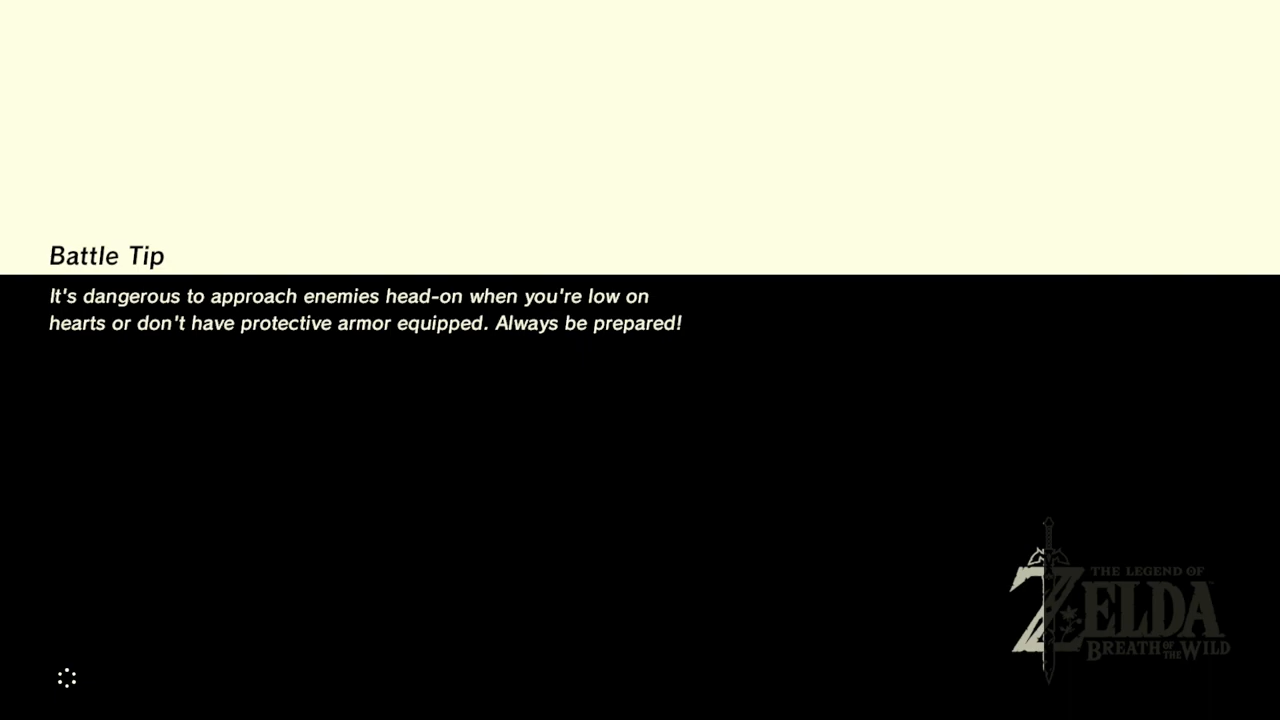 Battle Tip
It's dangerous to approach enemies head-on when you're low on
hearts or don't have protective armor equipped. Always be prepared!
THE LEGEND OF
ZELDA
BREATH OF THE WILD